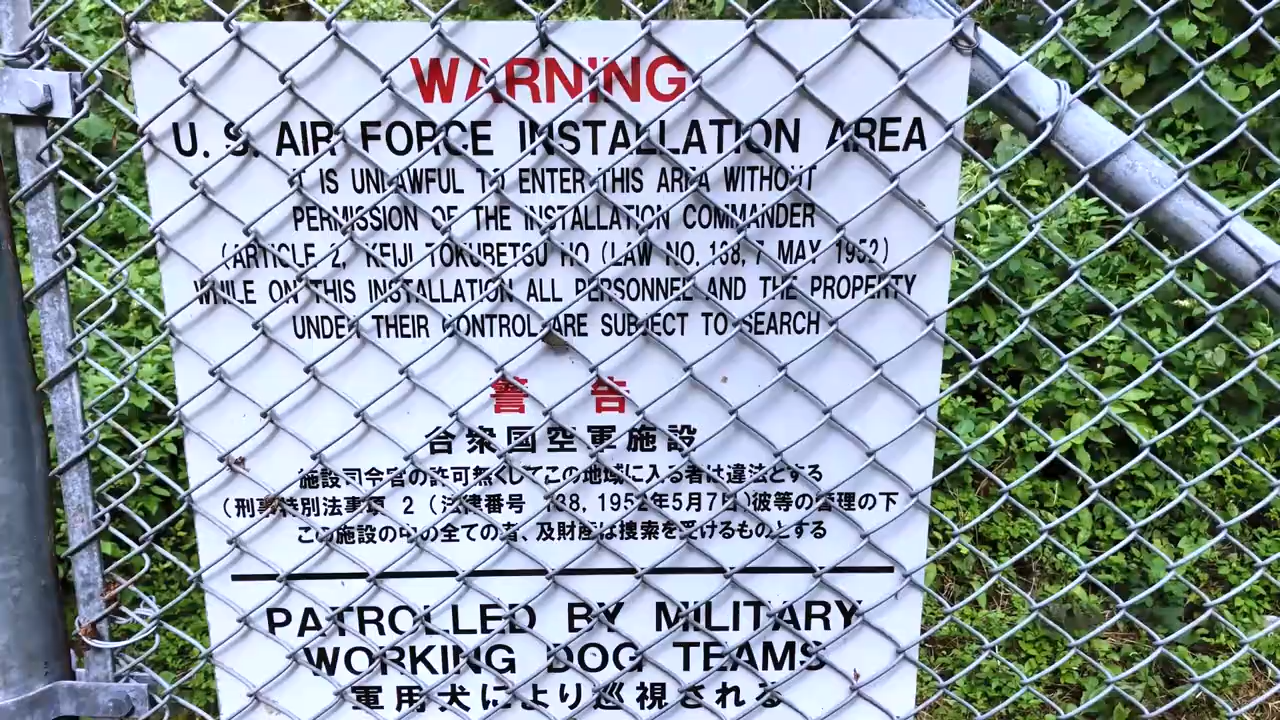 WARNING
U. S. AIR FORCE INSTALLATION AREA
IT IS UNLAWFUL TO ENTER THIS AREA WITHOUT
PERMISSION OF THE INSTALLATION COMMANDER
(ARTICLE 2, KEIJI TOKUBETSU HO (LAW NO. 138, 7 MAY 1952)
WHILE ON THIS INSTALLATION ALL PERSONNEL AND THE PROPERTY
UNDER THEIR CONTROL ARE SUBJECT TO SEARCH
警告
合衆国空軍施設
施設司令官の許可無くしてこの地域に入る者は違法とする
(刑事特別法事項 2 (法律番号 138, 1952年5月7日)彼等の管理の下
この施設の中の全ての者、及財産は捜索を受けるものとする
PATROLLED BY MILITARY
WORKING DOG TEAMS
軍用犬により巡視される